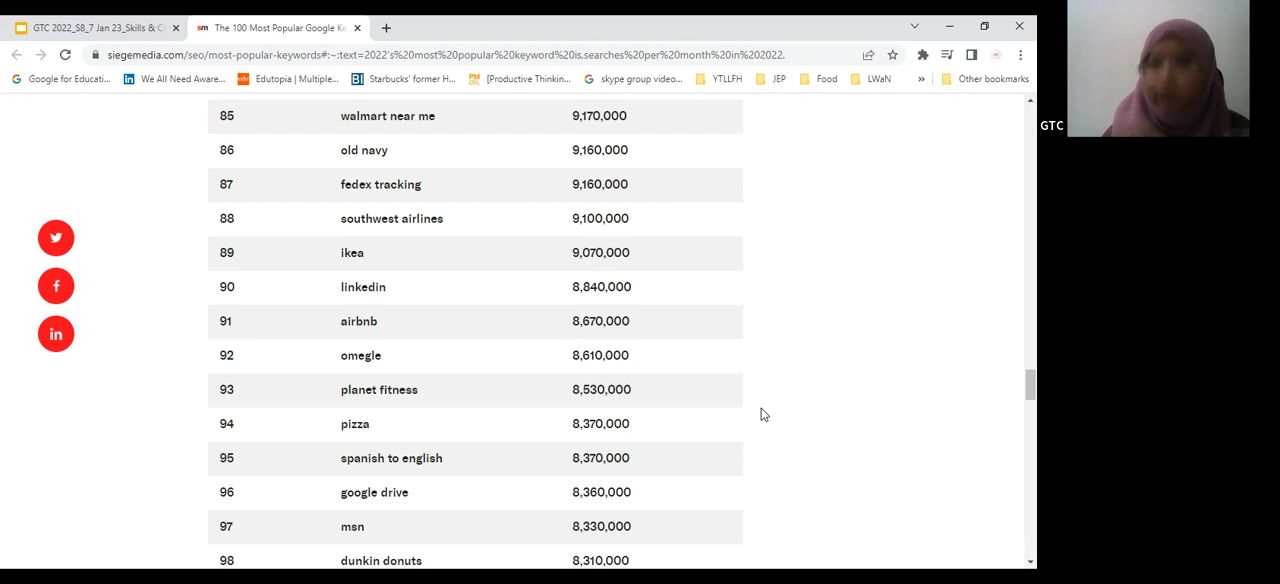 GTC 2022_S8_7 Jan 23_Skills & C
sm The 100 Most Popular Google Ke
siegemedia.com/seo/most-popular-keywords#:~:text=2022's%20most%20popular%20keyword%20is,searches%20per%20month%20in%202022.
Google for Educati... We All Need Aware... Edutopia | Multiple... Starbucks' former H... [Productive Thinkin... skype group video... YTLLFH JEP Food LWaN » Other bookmarks
GTC
85 walmart near me 9,170,000
86 old navy 9,160,000
87 fedex tracking 9,160,000
88 southwest airlines 9,100,000
89 ikea 9,070,000
90 linkedin 8,840,000
91 airbnb 8,670,000
92 omegle 8,610,000
93 planet fitness 8,530,000
94 pizza 8,370,000
95 spanish to english 8,370,000
96 google drive 8,360,000
97 msn 8,330,000
98 dunkin donuts 8,310,000